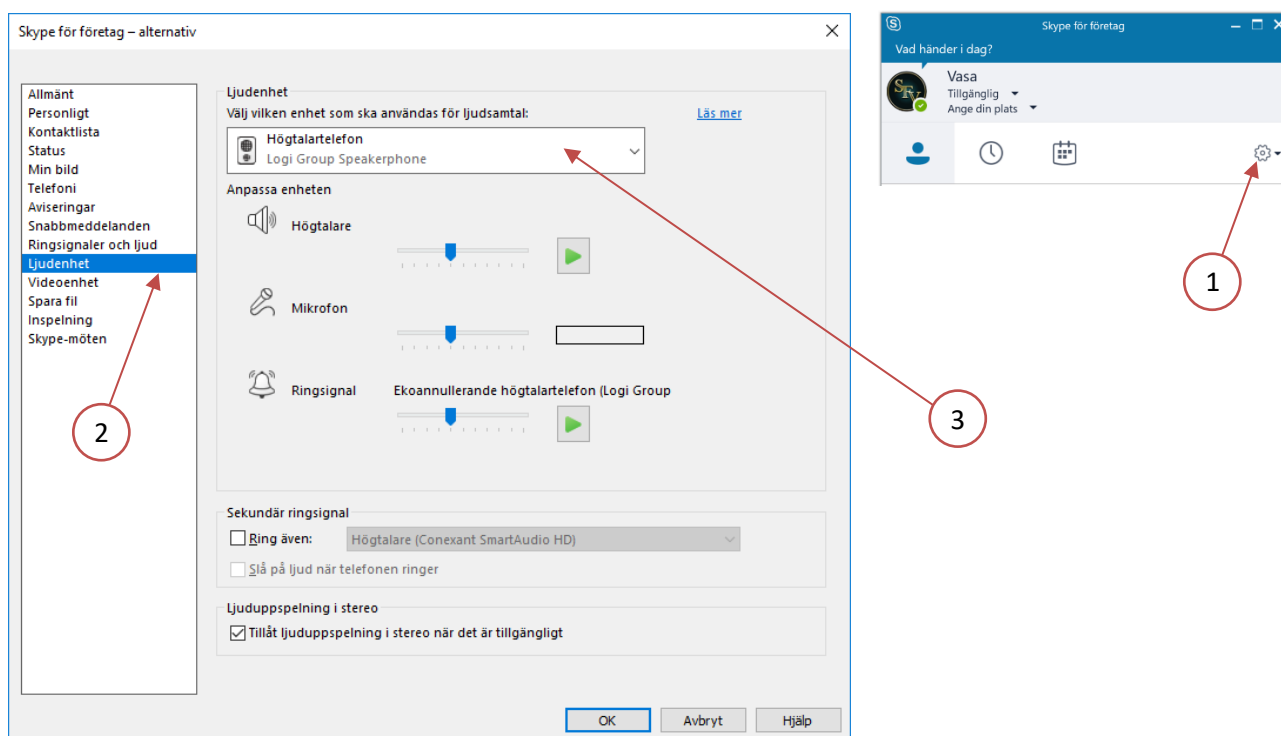 Skype för företag – alternativ
Allmänt
Personligt
Kontaktlista
Status
Min bild
Telefoni
Aviseringar
Snabbmeddelanden
Ringsignaler och ljud
Ljudenhet
Videoenhet
Spara fil
Inspelning
Skype-möten
2
Ljudenhet
Välj vilken enhet som ska användas för ljudsamtal:
Läs mer
Högtalartelefon
Logi Group Speakerphone
Anpassa enheten
Högtalare
Mikrofon
Ringsignal
Ekoannullerande högtalartelefon (Logi Group
Sekundär ringsignal
Ring även:
Högtalare (Conexant SmartAudio HD)
Slå på ljud när telefonen ringer
Ljuduppspelning i stereo
Tillåt ljuduppspelning i stereo när det är tillgängligt
OK
Avbryt
Hjälp
S
Skype för företag
Vad händer i dag?
SFV
Vasa
Tillgänglig
Ange din plats
1
3